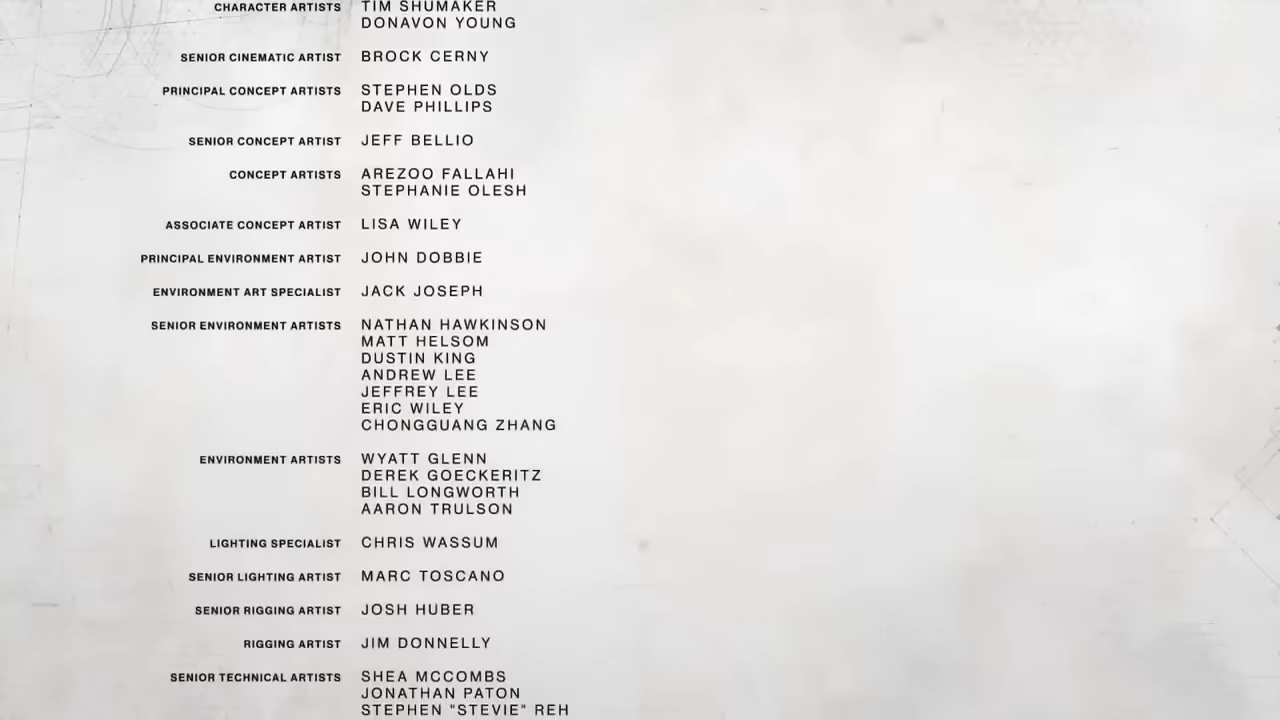 CHARACTER ARTISTS TIM SHUMAKER
DONAVON YOUNG
SENIOR CINEMATIC ARTIST BROCK CERNY
PRINCIPAL CONCEPT ARTISTS STEPHEN OLDS
DAVE PHILLIPS
SENIOR CONCEPT ARTIST JEFF BELLIO
CONCEPT ARTISTS AREZOO FALLAHI
STEPHANIE OLESH
ASSOCIATE CONCEPT ARTIST LISA WILEY
PRINCIPAL ENVIRONMENT ARTIST JOHN DOBBIE
ENVIRONMENT ART SPECIALIST JACK JOSEPH
SENIOR ENVIRONMENT ARTISTS NATHAN HAWKINSON
MATT HELSOM
DUSTIN KING
ANDREW LEE
JEFFREY LEE
ERIC WILEY
CHONGGUANG ZHANG
ENVIRONMENT ARTISTS WYATT GLENN
DEREK GOECKERITZ
BILL LONGWORTH
AARON TRULSON
LIGHTING SPECIALIST CHRIS WASSUM
SENIOR LIGHTING ARTIST MARC TOSCANO
SENIOR RIGGING ARTIST JOSH HUBER
RIGGING ARTIST JIM DONNELLY
SENIOR TECHNICAL ARTISTS SHEA MCCOMBS
JONATHAN PATON
STEPHEN "STEVIE" REH